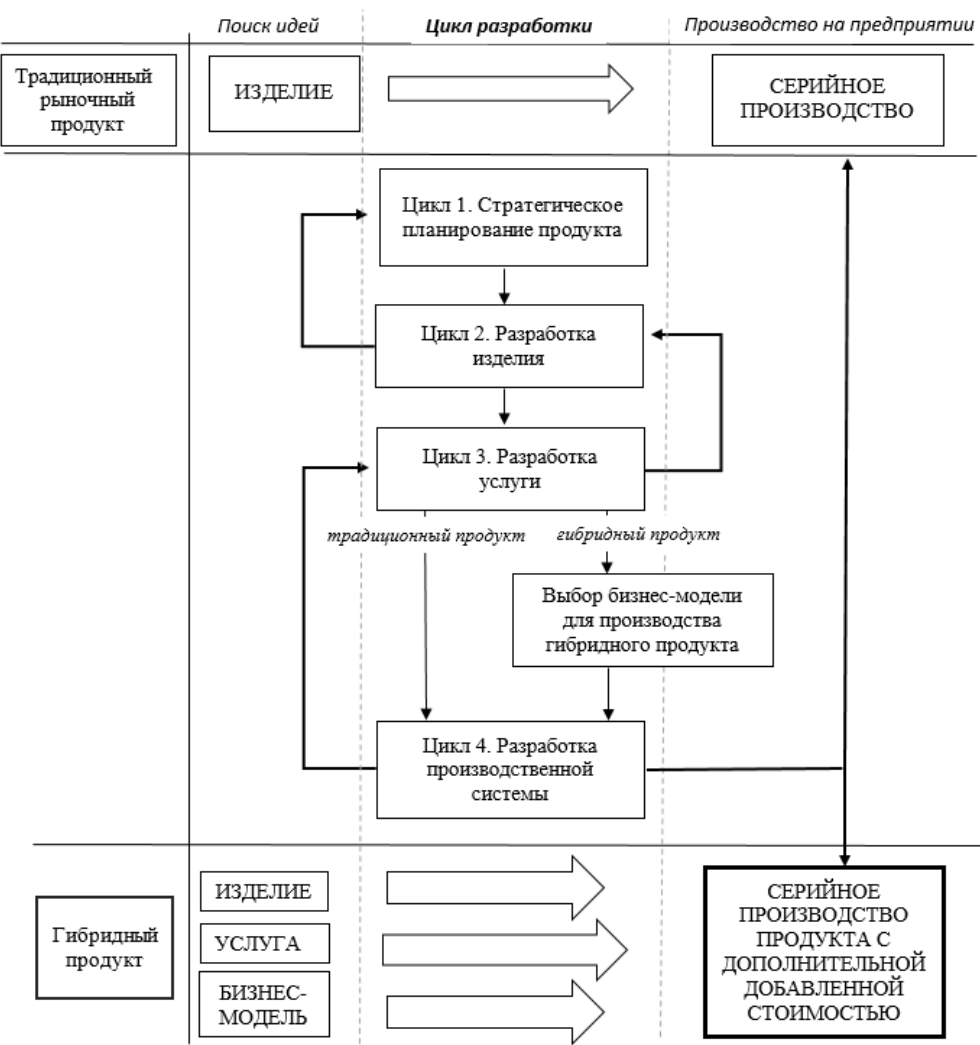 Поиск идей
Цикл разработки
Производство на предприятии
Традиционный
рыночный
продукт
ИЗДЕЛИЕ
СЕРИЙНОЕ
ПРОИЗВОДСТВО
Цикл 1. Стратегическое
планирование продукта
Цикл 2. Разработка
изделия
Цикл 3. Разработка
услуги
традиционный продукт
гибридный продукт
Выбор бизнес-модели
для производства
гибридного продукта
Цикл 4. Разработка
производственной
системы
Гибридный
продукт
ИЗДЕЛИЕ
УСЛУГА
БИЗНЕС-
МОДЕЛЬ
СЕРИЙНОЕ
ПРОИЗВОДСТВО
ПРОДУКТА С
ДОПОЛНИТЕЛЬНОЙ
ДОБАВЛЕННОЙ
СТОИМОСТЬЮ